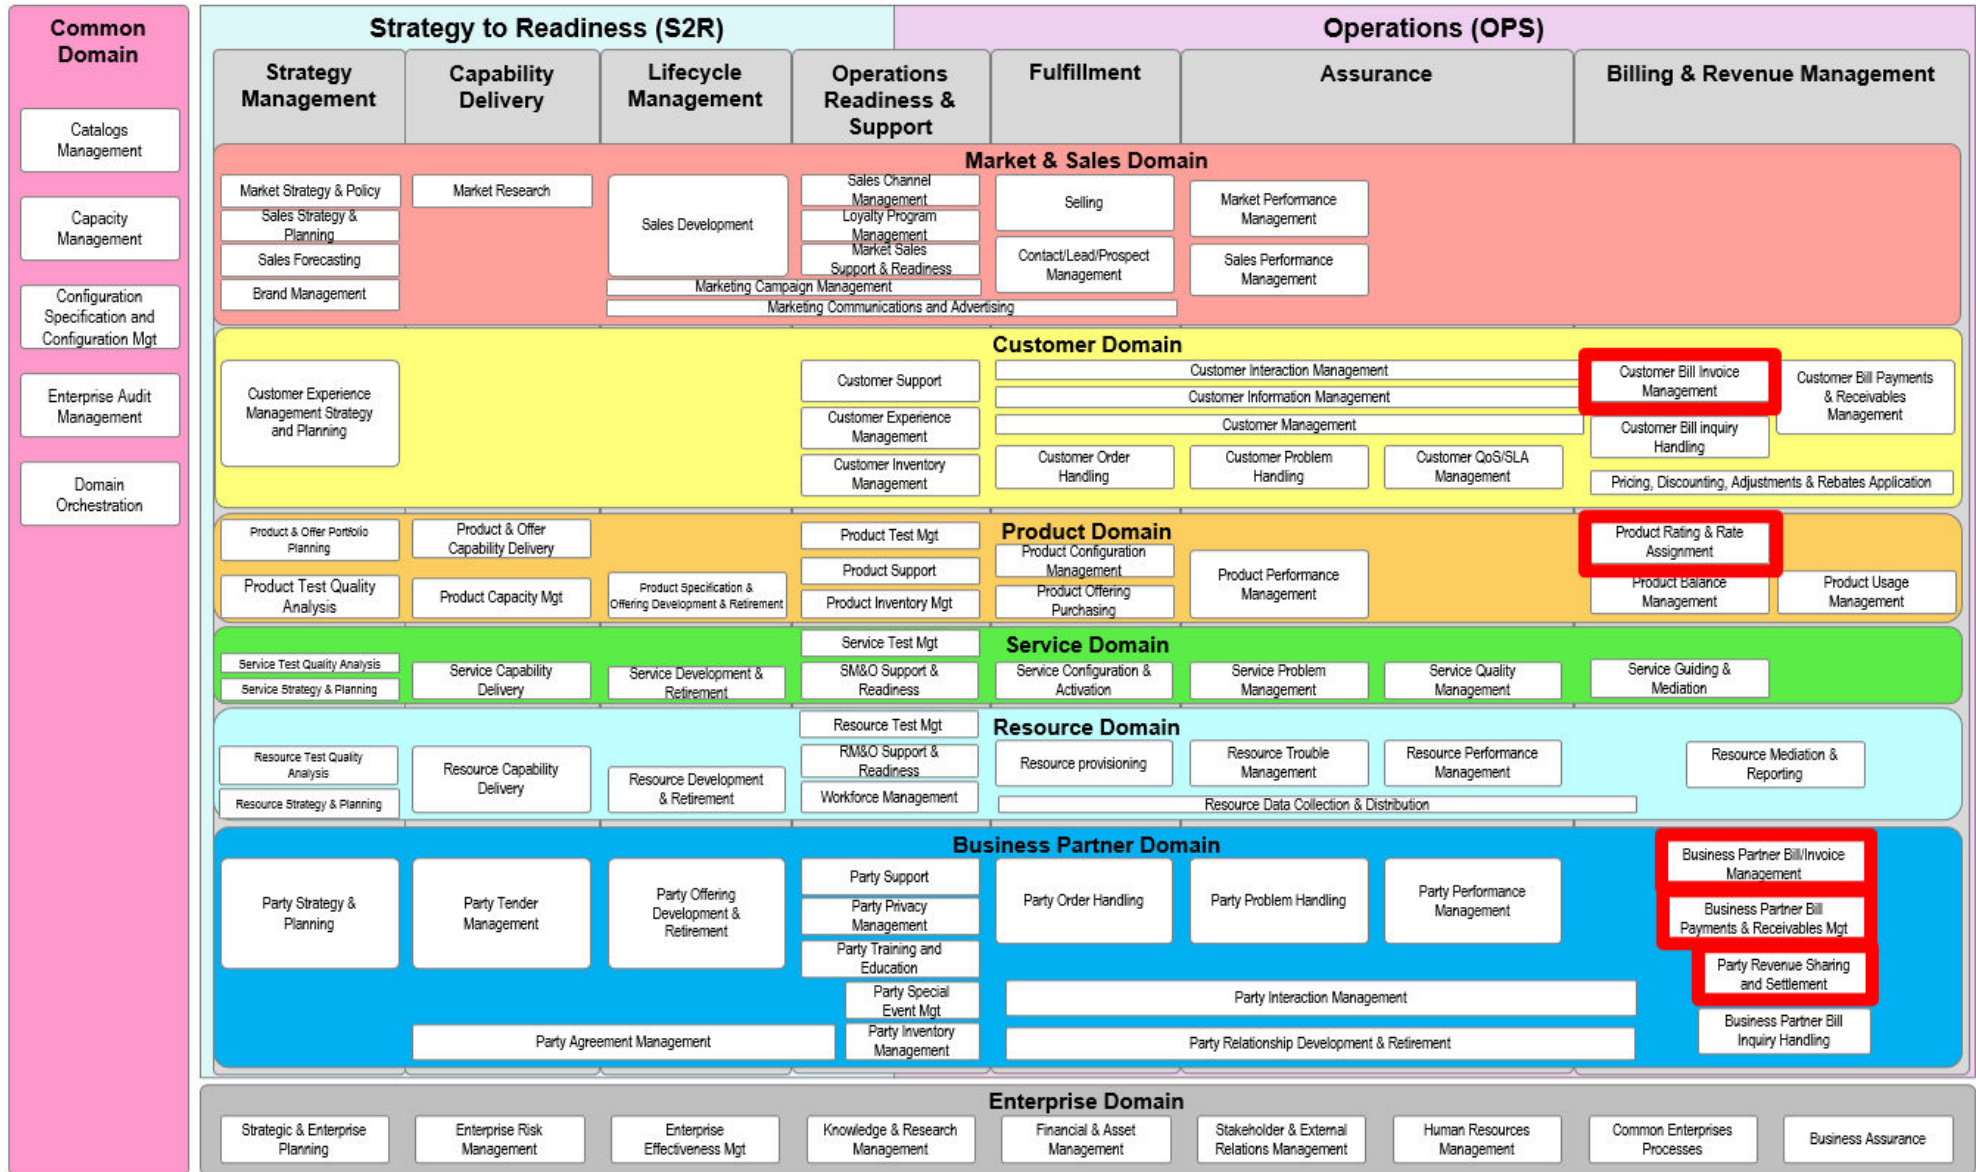 Common
Domain
Catalogs
Management
Capacity
Management
Configuration
Specification and
Configuration Mgt
Enterprise Audit
Management
Domain
Orchestration
Strategy to Readiness (S2R)
Operations (OPS)
Strategy
Management
Capability
Delivery
Lifecycle
Management
Operations
Readiness &
Support
Fulfillment
Assurance
Billing & Revenue Management
Market & Sales Domain
Market Strategy & Policy
Sales Strategy &
Planning
Sales Forecasting
Brand Management
Market Research
Sales Development
Sales Channel
Management
Loyalty Program
Management
Market Sales
Support & Readiness
Marketing Campaign Management
Marketing Communications and Advertising
Selling
Contact/Lead/Prospect
Management
Market Performance
Management
Sales Performance
Management
Customer Domain
Customer Experience
Management Strategy
and Planning
Customer Support
Customer Experience
Management
Customer Inventory
Management
Customer Interaction Management
Customer Information Management
Customer Management
Customer Order
Handling
Customer Problem
Handling
Customer QoS/SLA
Management
Customer Bill Invoice
Management
Customer Bill Payments
& Receivables
Management
Customer Bill inquiry
Handling
Pricing, Discounting, Adjustments & Rebates Application
Product Domain
Product & Offer Portfolio
Planning
Product Test Quality
Analysis
Product & Offer
Capability Delivery
Product Capacity Mgt
Product Specification &
Offering Development & Retirement
Product Test Mgt
Product Support
Product Inventory Mgt
Product Configuration
Management
Product Offering
Purchasing
Product Performance
Management
Product Rating & Rate
Assignment
Product Balance
Management
Product Usage
Management
Service Domain
Service Test Quality Analysis
Service Strategy & Planning
Service Capability
Delivery
Service Development &
Retirement
Service Test Mgt
SM&O Support &
Readiness
Service Configuration &
Activation
Service Problem
Management
Service Quality
Management
Service Guiding &
Mediation
Resource Domain
Resource Test Quality
Analysis
Resource Strategy & Planning
Resource Capability
Delivery
Resource Development
& Retirement
Resource Test Mgt
RM&O Support &
Readiness
Workforce Management
Resource provisioning
Resource Trouble
Management
Resource Performance
Management
Resource Data Collection & Distribution
Resource Mediation &
Reporting
Business Partner Domain
Party Strategy &
Planning
Party Tender
Management
Party Offering
Development &
Retirement
Party Support
Party Privacy
Management
Party Training and
Education
Party Special
Event Mgt
Party Inventory
Management
Party Agreement Management
Party Order Handling
Party Problem Handling
Party Performance
Management
Party Interaction Management
Party Relationship Development & Retirement
Business Partner Bill/Invoice
Management
Business Partner Bill
Payments & Receivables Mgt
Party Revenue Sharing
and Settlement
Business Partner Bill
Inquiry Handling
Enterprise Domain
Strategic & Enterprise
Planning
Enterprise Risk
Management
Enterprise
Effectiveness Mgt
Knowledge & Research
Management
Financial & Asset
Management
Stakeholder & External
Relations Management
Human Resources
Management
Common Enterprises
Processes
Business Assurance